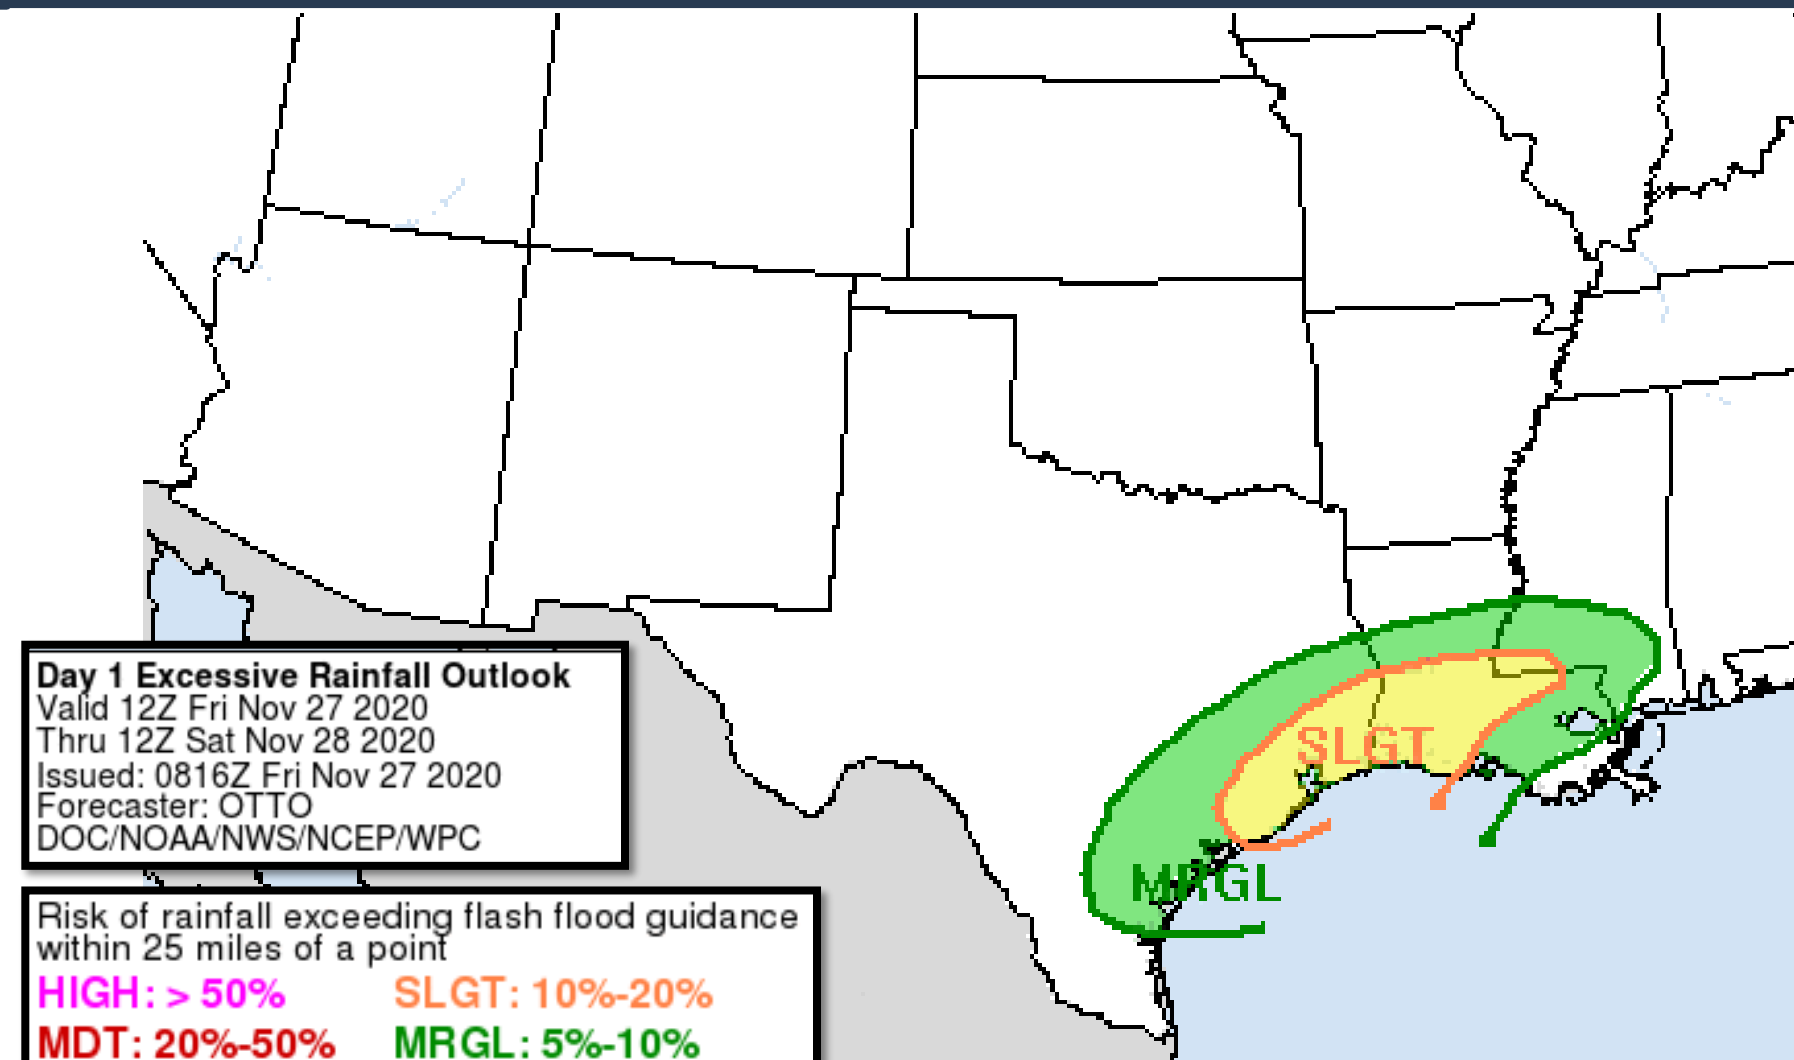 SLGT
MRGL
Day 1 Excessive Rainfall Outlook
Valid 12Z Fri Nov 27 2020
Thru 12Z Sat Nov 28 2020
Issued: 0816Z Fri Nov 27 2020
Forecaster: OTTO
DOC/NOAA/NWS/NCEP/WPC
Risk of rainfall exceeding flash flood guidance
within 25 miles of a point
HIGH: > 50% SLGT: 10%-20%
MDT: 20%-50% MRGL: 5%-10%